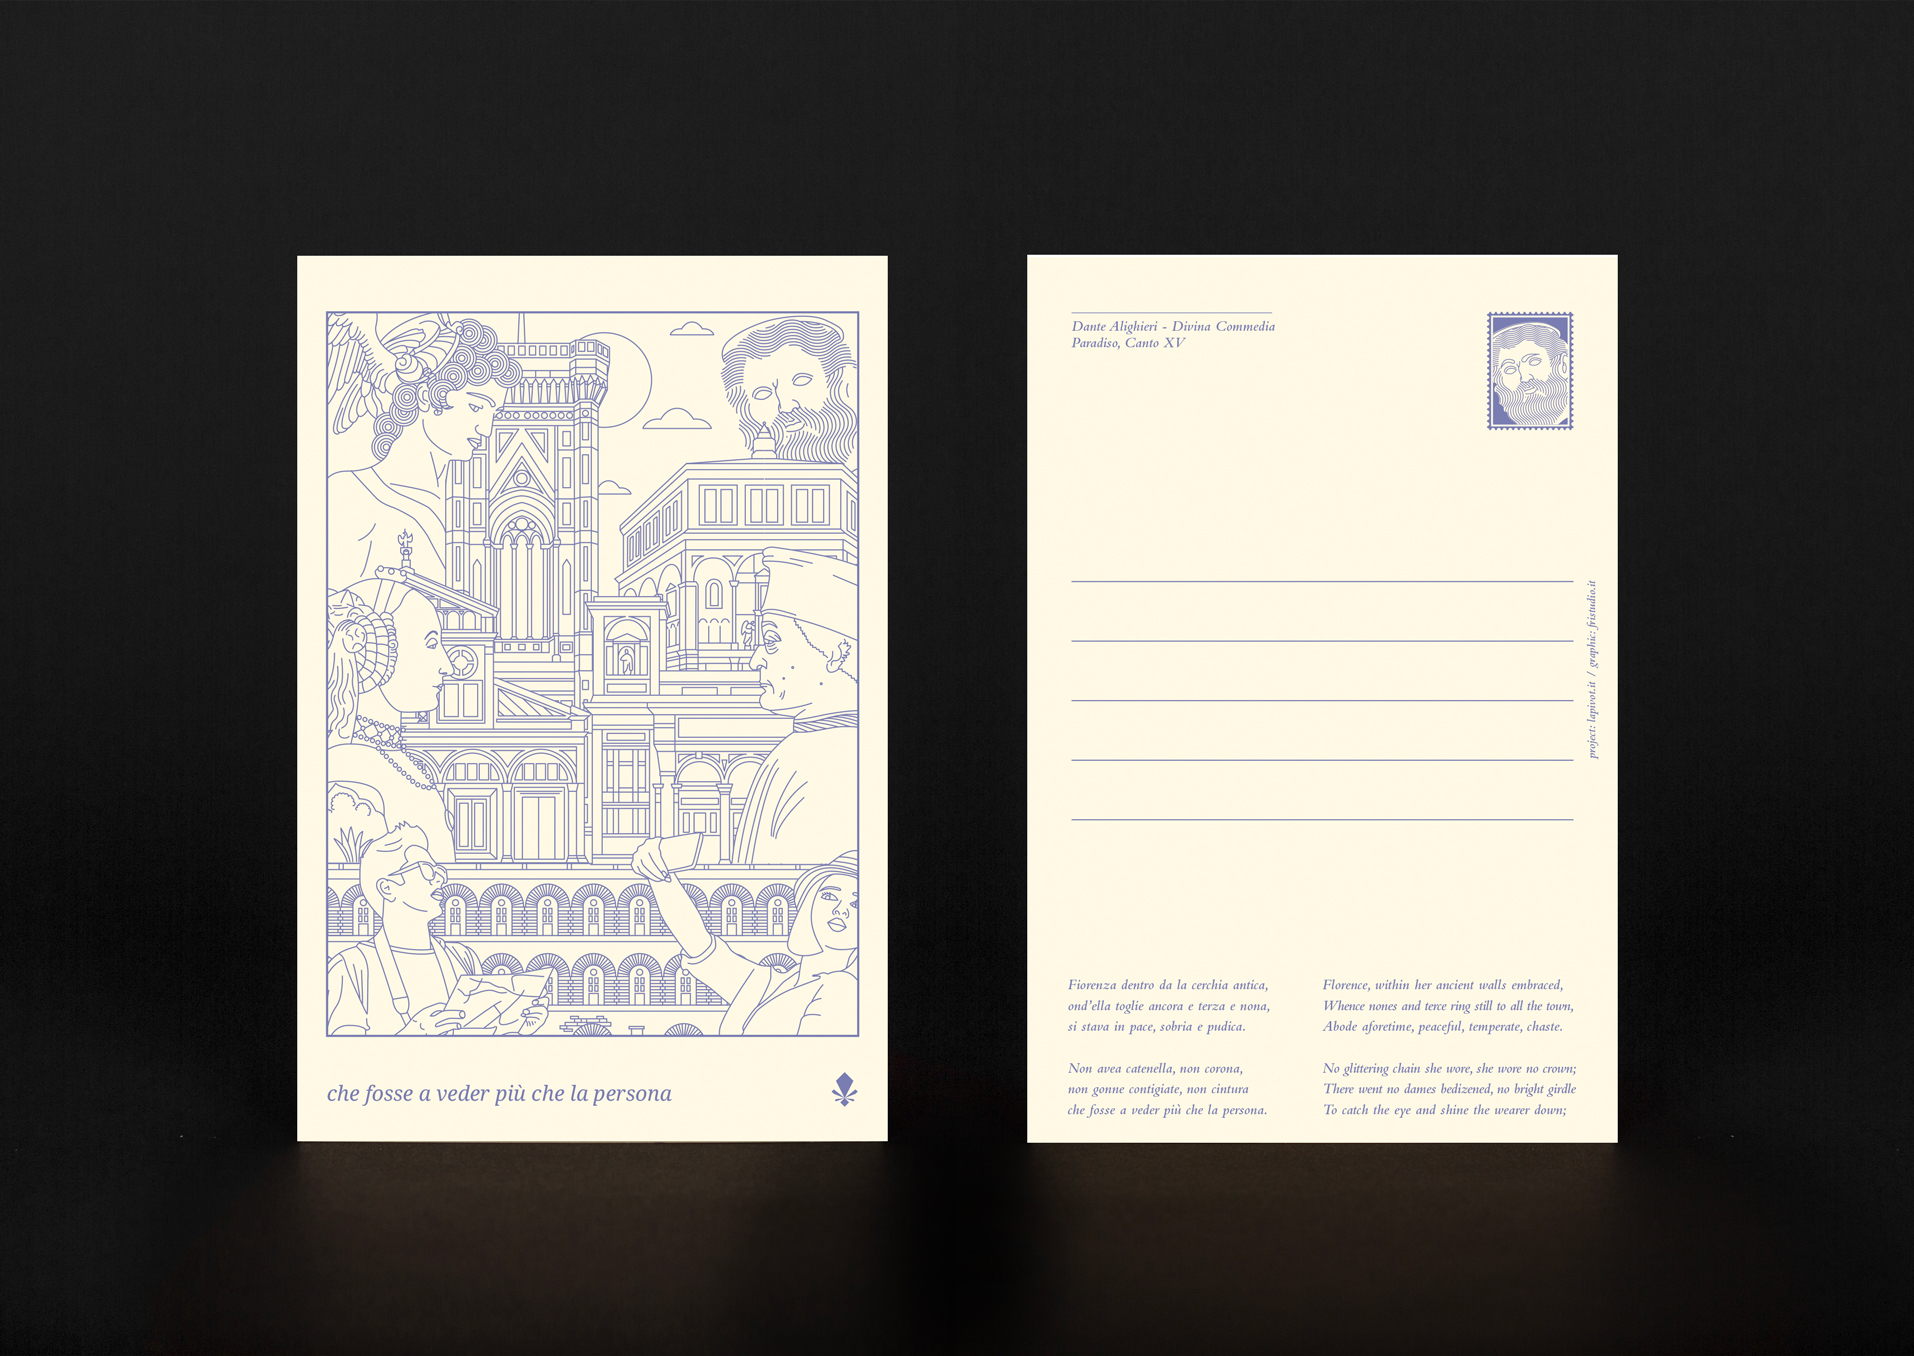 che fosse a veder più che la persona
Dante Alighieri - Divina Commedia
Paradiso, Canto XV
project: lapivot.it / graphic: fristudio.it
Fiorenza dentro da la cerchia antica,
ond'ella toglie ancora e terza e nona,
si stava in pace, sobria e pudica.
Non avea catenella, non corona,
non gonne contigiate, non cintura
che fosse a veder più che la persona.
Florence, within her ancient walls embraced,
Whence nones and terce ring still to all the town,
Abode aforetime, peaceful, temperate, chaste.
No glittering chain she wore, she wore no crown;
There went no dames bedizened, no bright girdle
To catch the eye and shine the wearer down;